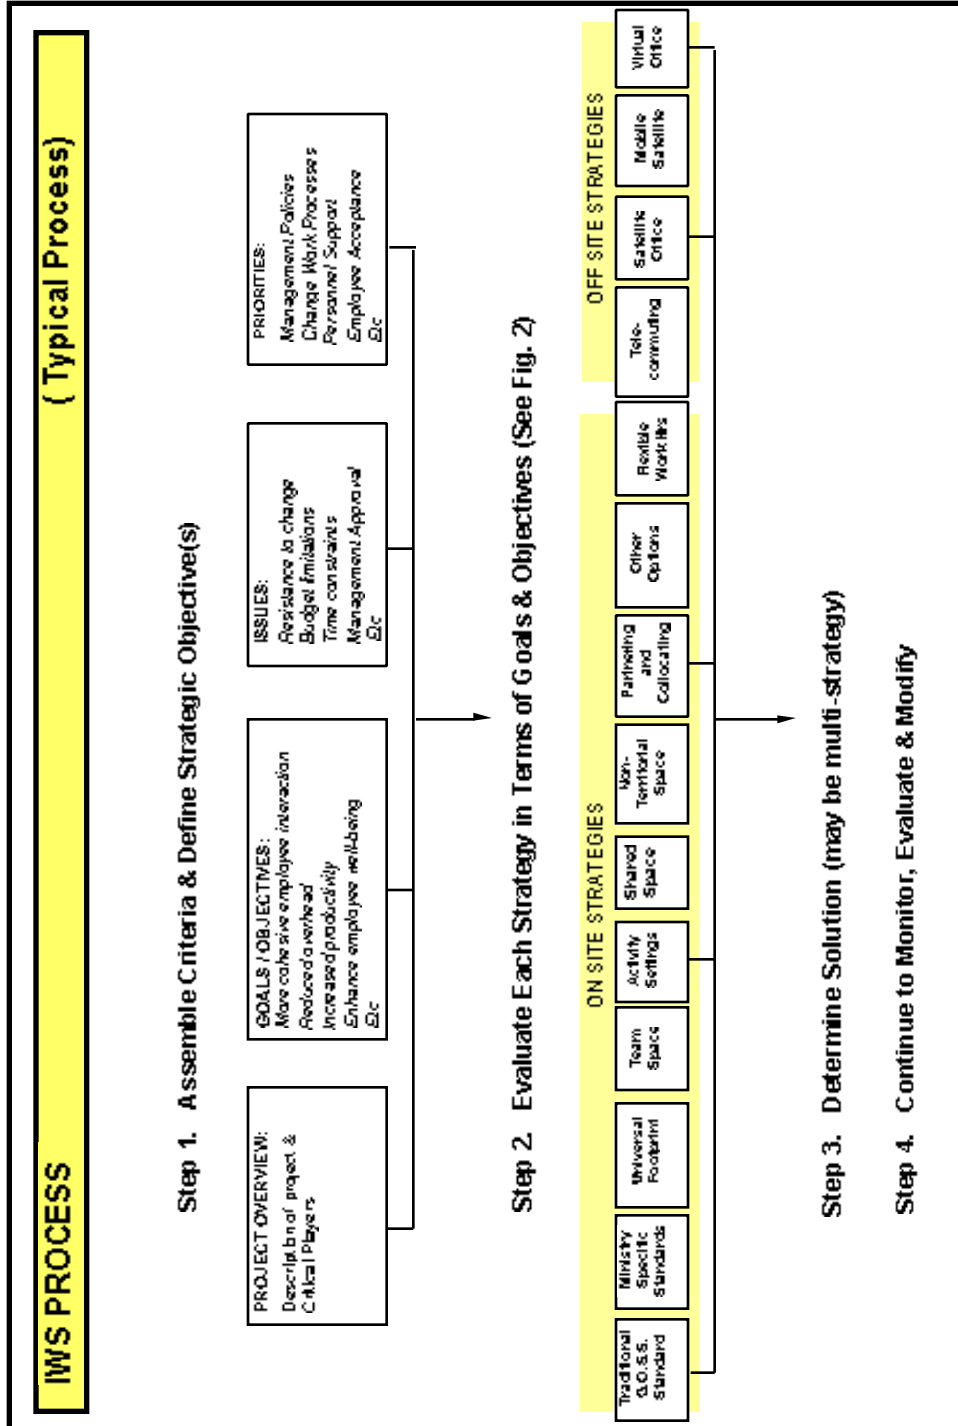 IWS PROCESS ( Typical Process)
Step 1. Assemble Criteria & Define Strategic Objective(s)
PROJECT OVERVIEW:
Description of project &
Critical Players
GOALS / OBJECTIVES:
More cohesive employee interaction
Reduced overhead
Increased productivity
Enhance employee well-being
Etc
ISSUES:
Resistance to change
Budget limitations
Time constraints
Management Approval
Etc
PRIORITIES:
Management Policies
Change Work Processes
Personnel Support
Employee Acceptance
Etc
Step 2. Evaluate Each Strategy in Terms of Goals & Objectives (See Fig. 2)
ON SITE STRATEGIES
OFF SITE STRATEGIES
Traditional
G.O.S.S.
Standard
Ministry
Specific
Standards
Universal
Footprint
Team
Space
Activity
Settings
Shared
Space
Non-
Territorial
Space
Partnering
and
Collocating
Other
Options
Flexible
Work Hrs
Tele-
commuting
Satellite
Office
Mobile
Satellite
Virtual
Office
Step 3. Determine Solution (may be multi-strategy)
Step 4. Continue to Monitor, Evaluate & Modify